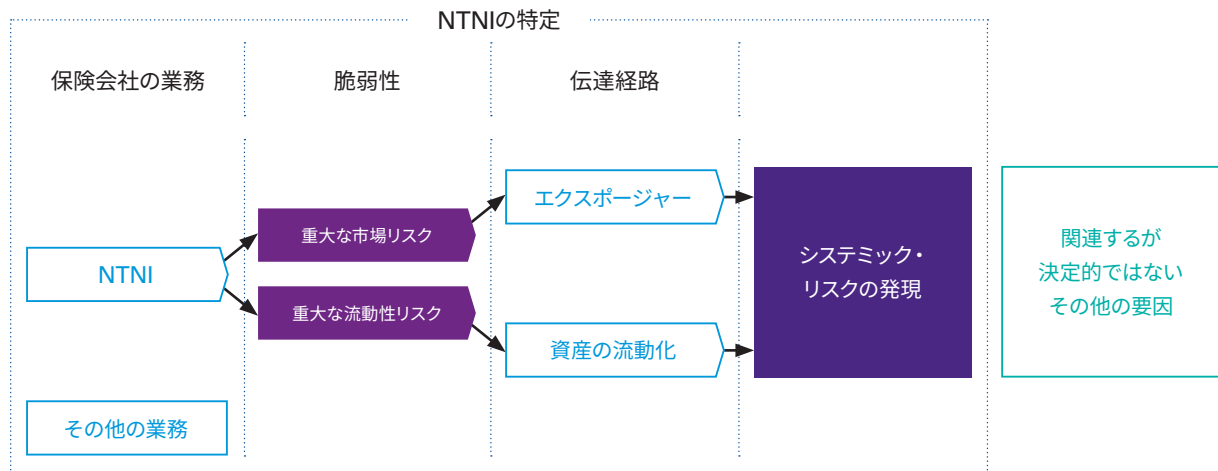 NTNIの特定
保険会社の業務
脆弱性
伝達経路
NTNI
その他の業務
重大な市場リスク
重大な流動性リスク
エクスポージャー
資産の流動化
システミック・
リスクの発現
関連するが
決定的ではない
その他の要因